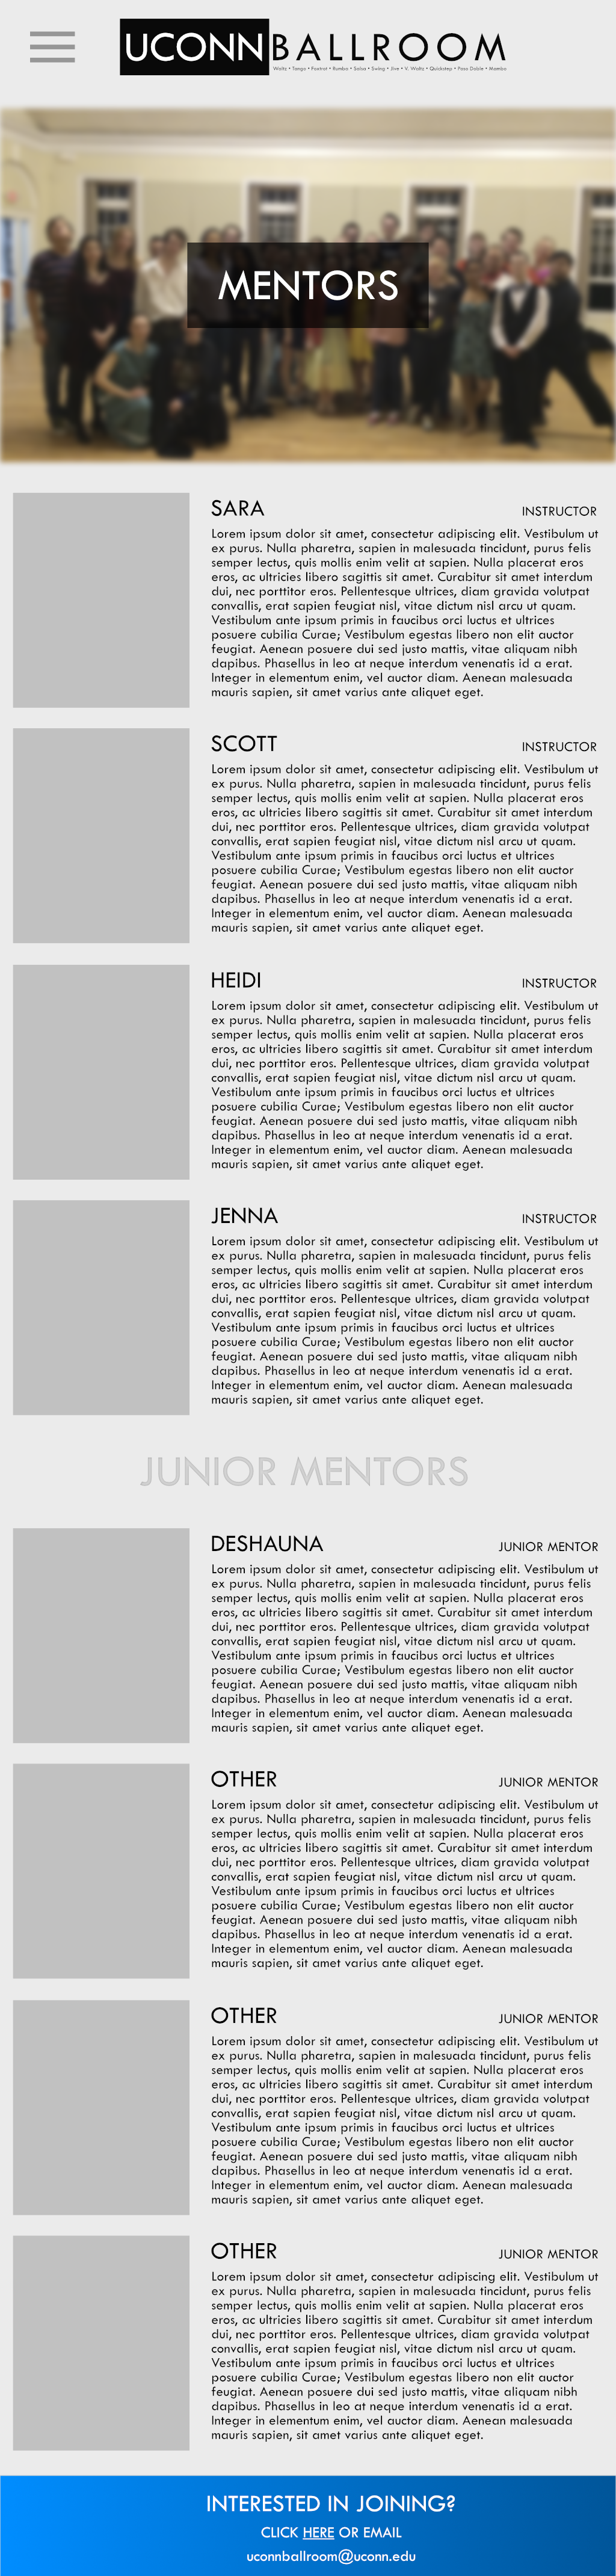 UCONNBALLROOM
Waltz • Tango • Foxtrot • Rumba • Salsa • Swing • Jive • V. Waltz • Quickstep • Paso Doble • Mambo
MENTORS
SARA INSTRUCTOR
Lorem ipsum dolor sit amet, consectetur adipiscing elit. Vestibulum ut
ex purus. Nulla pharetra, sapien in malesuada tincidunt, purus felis
semper lectus, quis mollis enim velit at sapien. Nulla placerat eros
eros, ac ultricies libero sagittis sit amet. Curabitur sit amet interdum
dui, nec porttitor eros. Pellentesque ultrices, diam gravida volutpat
convallis, erat sapien feugiat nisl, vitae dictum nisl arcu ut quam.
Vestibulum ante ipsum primis in faucibus orci luctus et ultrices
posuere cubilia Curae; Vestibulum egestas libero non elit auctor
feugiat. Aenean posuere dui sed justo mattis, vitae aliquam nibh
dapibus. Phasellus in leo at neque interdum venenatis id a erat.
Integer in elementum enim, vel auctor diam. Aenean malesuada
mauris sapien, sit amet varius ante aliquet eget.
SCOTT INSTRUCTOR
Lorem ipsum dolor sit amet, consectetur adipiscing elit. Vestibulum ut
ex purus. Nulla pharetra, sapien in malesuada tincidunt, purus felis
semper lectus, quis mollis enim velit at sapien. Nulla placerat eros
eros, ac ultricies libero sagittis sit amet. Curabitur sit amet interdum
dui, nec porttitor eros. Pellentesque ultrices, diam gravida volutpat
convallis, erat sapien feugiat nisl, vitae dictum nisl arcu ut quam.
Vestibulum ante ipsum primis in faucibus orci luctus et ultrices
posuere cubilia Curae; Vestibulum egestas libero non elit auctor
feugiat. Aenean posuere dui sed justo mattis, vitae aliquam nibh
dapibus. Phasellus in leo at neque interdum venenatis id a erat.
Integer in elementum enim, vel auctor diam. Aenean malesuada
mauris sapien, sit amet varius ante aliquet eget.
HEIDI INSTRUCTOR
Lorem ipsum dolor sit amet, consectetur adipiscing elit. Vestibulum ut
ex purus. Nulla pharetra, sapien in malesuada tincidunt, purus felis
semper lectus, quis mollis enim velit at sapien. Nulla placerat eros
eros, ac ultricies libero sagittis sit amet. Curabitur sit amet interdum
dui, nec porttitor eros. Pellentesque ultrices, diam gravida volutpat
convallis, erat sapien feugiat nisl, vitae dictum nisl arcu ut quam.
Vestibulum ante ipsum primis in faucibus orci luctus et ultrices
posuere cubilia Curae; Vestibulum egestas libero non elit auctor
feugiat. Aenean posuere dui sed justo mattis, vitae aliquam nibh
dapibus. Phasellus in leo at neque interdum venenatis id a erat.
Integer in elementum enim, vel auctor diam. Aenean malesuada
mauris sapien, sit amet varius ante aliquet eget.
JENNA INSTRUCTOR
Lorem ipsum dolor sit amet, consectetur adipiscing elit. Vestibulum ut
ex purus. Nulla pharetra, sapien in malesuada tincidunt, purus felis
semper lectus, quis mollis enim velit at sapien. Nulla placerat eros
eros, ac ultricies libero sagittis sit amet. Curabitur sit amet interdum
dui, nec porttitor eros. Pellentesque ultrices, diam gravida volutpat
convallis, erat sapien feugiat nisl, vitae dictum nisl arcu ut quam.
Vestibulum ante ipsum primis in faucibus orci luctus et ultrices
posuere cubilia Curae; Vestibulum egestas libero non elit auctor
feugiat. Aenean posuere dui sed justo mattis, vitae aliquam nibh
dapibus. Phasellus in leo at neque interdum venenatis id a erat.
Integer in elementum enim, vel auctor diam. Aenean malesuada
mauris sapien, sit amet varius ante aliquet eget.
JUNIOR MENTORS
DESHAUNA JUNIOR MENTOR
Lorem ipsum dolor sit amet, consectetur adipiscing elit. Vestibulum ut
ex purus. Nulla pharetra, sapien in malesuada tincidunt, purus felis
semper lectus, quis mollis enim velit at sapien. Nulla placerat eros
eros, ac ultricies libero sagittis sit amet. Curabitur sit amet interdum
dui, nec porttitor eros. Pellentesque ultrices, diam gravida volutpat
convallis, erat sapien feugiat nisl, vitae dictum nisl arcu ut quam.
Vestibulum ante ipsum primis in faucibus orci luctus et ultrices
posuere cubilia Curae; Vestibulum egestas libero non elit auctor
feugiat. Aenean posuere dui sed justo mattis, vitae aliquam nibh
dapibus. Phasellus in leo at neque interdum venenatis id a erat.
Integer in elementum enim, vel auctor diam. Aenean malesuada
mauris sapien, sit amet varius ante aliquet eget.
OTHER JUNIOR MENTOR
Lorem ipsum dolor sit amet, consectetur adipiscing elit. Vestibulum ut
ex purus. Nulla pharetra, sapien in malesuada tincidunt, purus felis
semper lectus, quis mollis enim velit at sapien. Nulla placerat eros
eros, ac ultricies libero sagittis sit amet. Curabitur sit amet interdum
dui, nec porttitor eros. Pellentesque ultrices, diam gravida volutpat
convallis, erat sapien feugiat nisl, vitae dictum nisl arcu ut quam.
Vestibulum ante ipsum primis in faucibus orci luctus et ultrices
posuere cubilia Curae; Vestibulum egestas libero non elit auctor
feugiat. Aenean posuere dui sed justo mattis, vitae aliquam nibh
dapibus. Phasellus in leo at neque interdum venenatis id a erat.
Integer in elementum enim, vel auctor diam. Aenean malesuada
mauris sapien, sit amet varius ante aliquet eget.
OTHER JUNIOR MENTOR
Lorem ipsum dolor sit amet, consectetur adipiscing elit. Vestibulum ut
ex purus. Nulla pharetra, sapien in malesuada tincidunt, purus felis
semper lectus, quis mollis enim velit at sapien. Nulla placerat eros
eros, ac ultricies libero sagittis sit amet. Curabitur sit amet interdum
dui, nec porttitor eros. Pellentesque ultrices, diam gravida volutpat
convallis, erat sapien feugiat nisl, vitae dictum nisl arcu ut quam.
Vestibulum ante ipsum primis in faucibus orci luctus et ultrices
posuere cubilia Curae; Vestibulum egestas libero non elit auctor
feugiat. Aenean posuere dui sed justo mattis, vitae aliquam nibh
dapibus. Phasellus in leo at neque interdum venenatis id a erat.
Integer in elementum enim, vel auctor diam. Aenean malesuada
mauris sapien, sit amet varius ante aliquet eget.
OTHER JUNIOR MENTOR
Lorem ipsum dolor sit amet, consectetur adipiscing elit. Vestibulum ut
ex purus. Nulla pharetra, sapien in malesuada tincidunt, purus felis
semper lectus, quis mollis enim velit at sapien. Nulla placerat eros
eros, ac ultricies libero sagittis sit amet. Curabitur sit amet interdum
dui, nec porttitor eros. Pellentesque ultrices, diam gravida volutpat
convallis, erat sapien feugiat nisl, vitae dictum nisl arcu ut quam.
Vestibulum ante ipsum primis in faucibus orci luctus et ultrices
posuere cubilia Curae; Vestibulum egestas libero non elit auctor
feugiat. Aenean posuere dui sed justo mattis, vitae aliquam nibh
dapibus. Phasellus in leo at neque interdum venenatis id a erat.
Integer in elementum enim, vel auctor diam. Aenean malesuada
mauris sapien, sit amet varius ante aliquet eget.
INTERESTED IN JOINING?
CLICK HERE OR EMAIL
uconnballroom@uconn.edu